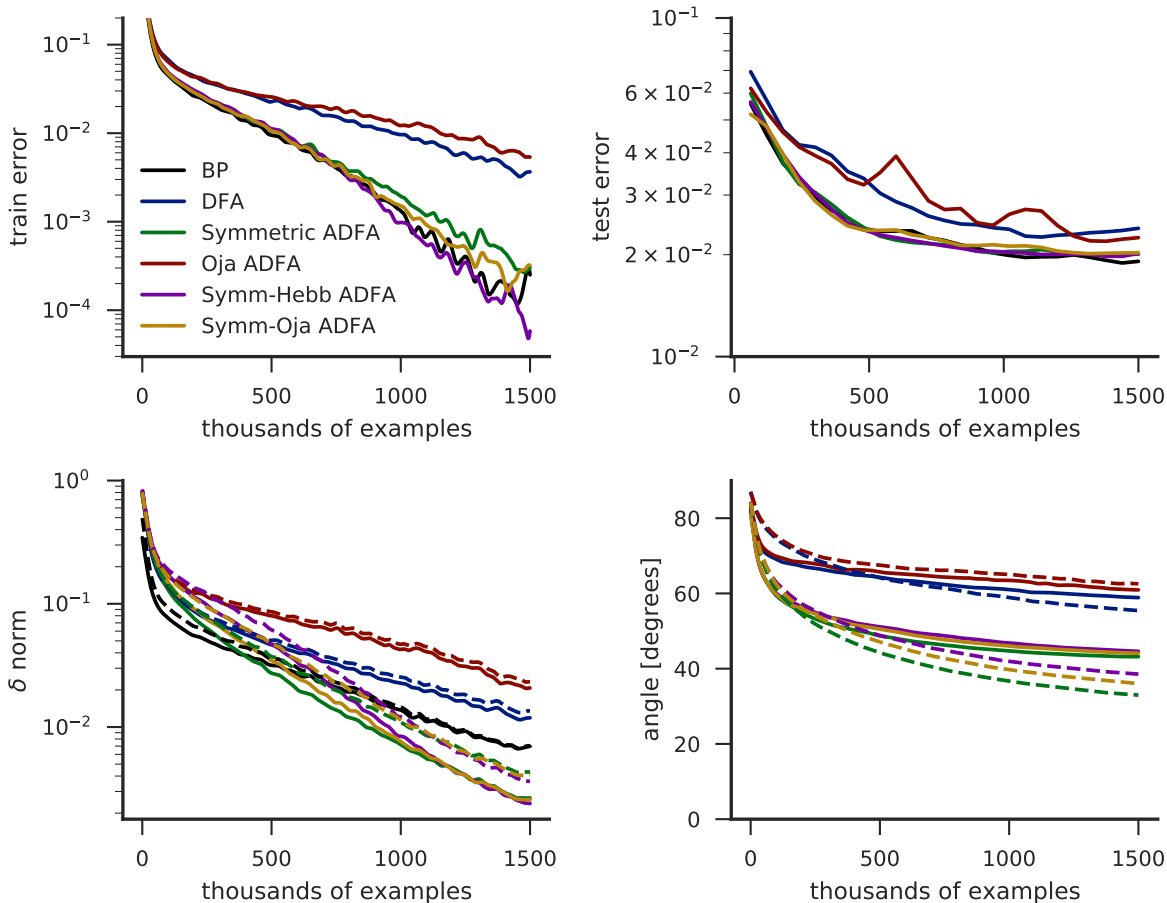 10⁻¹
10⁻²
10⁻³
10⁻⁴
train error
BP
DFA
Symmetric ADFA
Oja ADFA
Symm-Hebb ADFA
Symm-Oja ADFA
0 500 1000 1500
thousands of examples
10⁻¹
6 × 10⁻²
4 × 10⁻²
3 × 10⁻²
2 × 10⁻²
10⁻²
test error
0 500 1000 1500
thousands of examples
10⁰
10⁻¹
10⁻²
δ norm
0 500 1000 1500
thousands of examples
80
60
40
20
0
angle [degrees]
0 500 1000 1500
thousands of examples